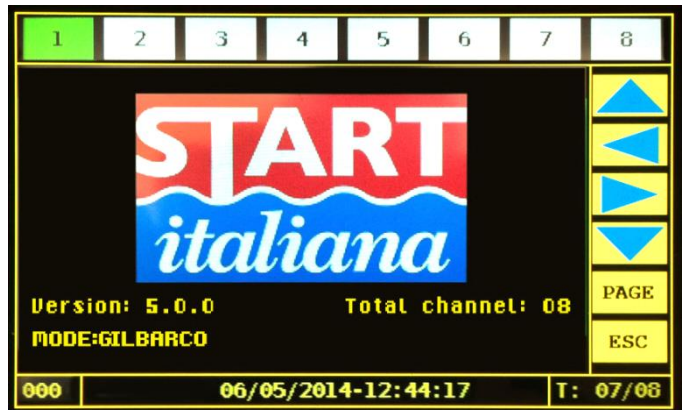 1 2 3 4 5 6 7 8
START
italiana
Version: 5.0.0 Total channel: 08
MODE:GILBARCO
PAGE
ESC
000 06/05/2014-12:44:17 T: 07/08